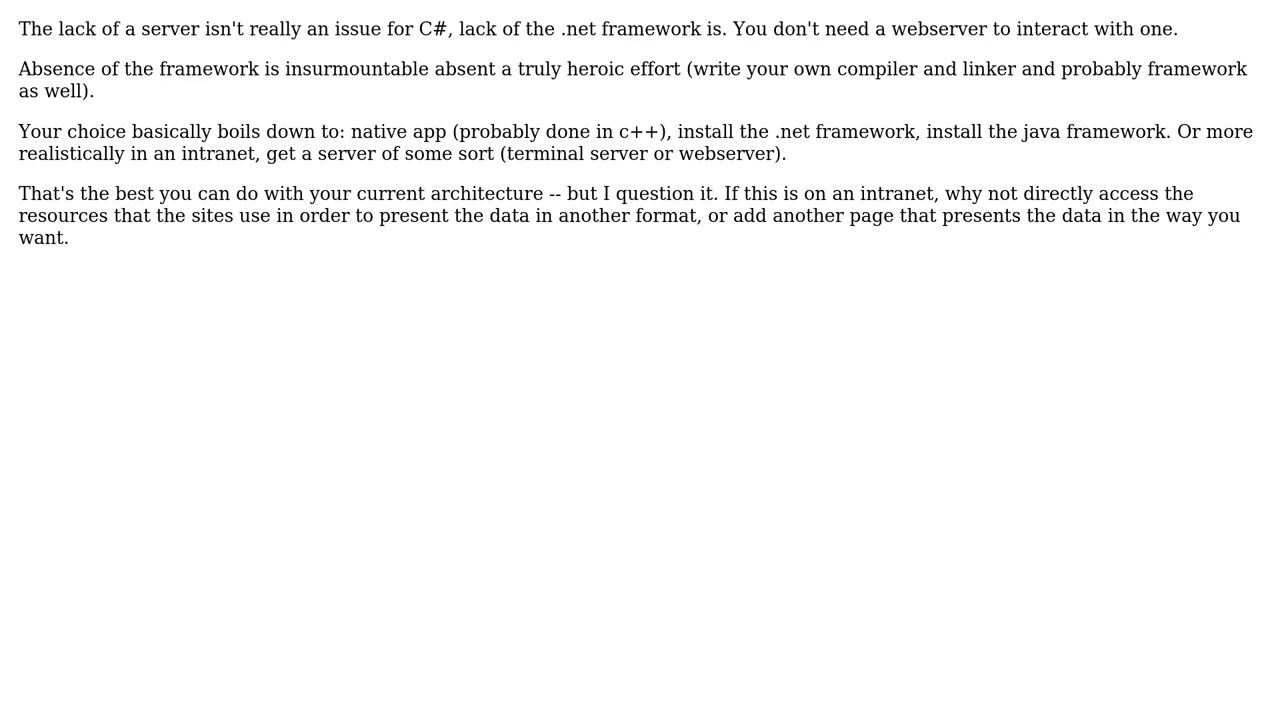 The lack of a server isn't really an issue for C#, lack of the .net framework is. You don't need a webserver to interact with one.
Absence of the framework is insurmountable absent a truly heroic effort (write your own compiler and linker and probably framework
as well).
Your choice basically boils down to: native app (probably done in c++), install the .net framework, install the java framework. Or more
realistically in an intranet, get a server of some sort (terminal server or webserver).
That's the best you can do with your current architecture -- but I question it. If this is on an intranet, why not directly access the
resources that the sites use in order to present the data in another format, or add another page that presents the data in the way you
want.